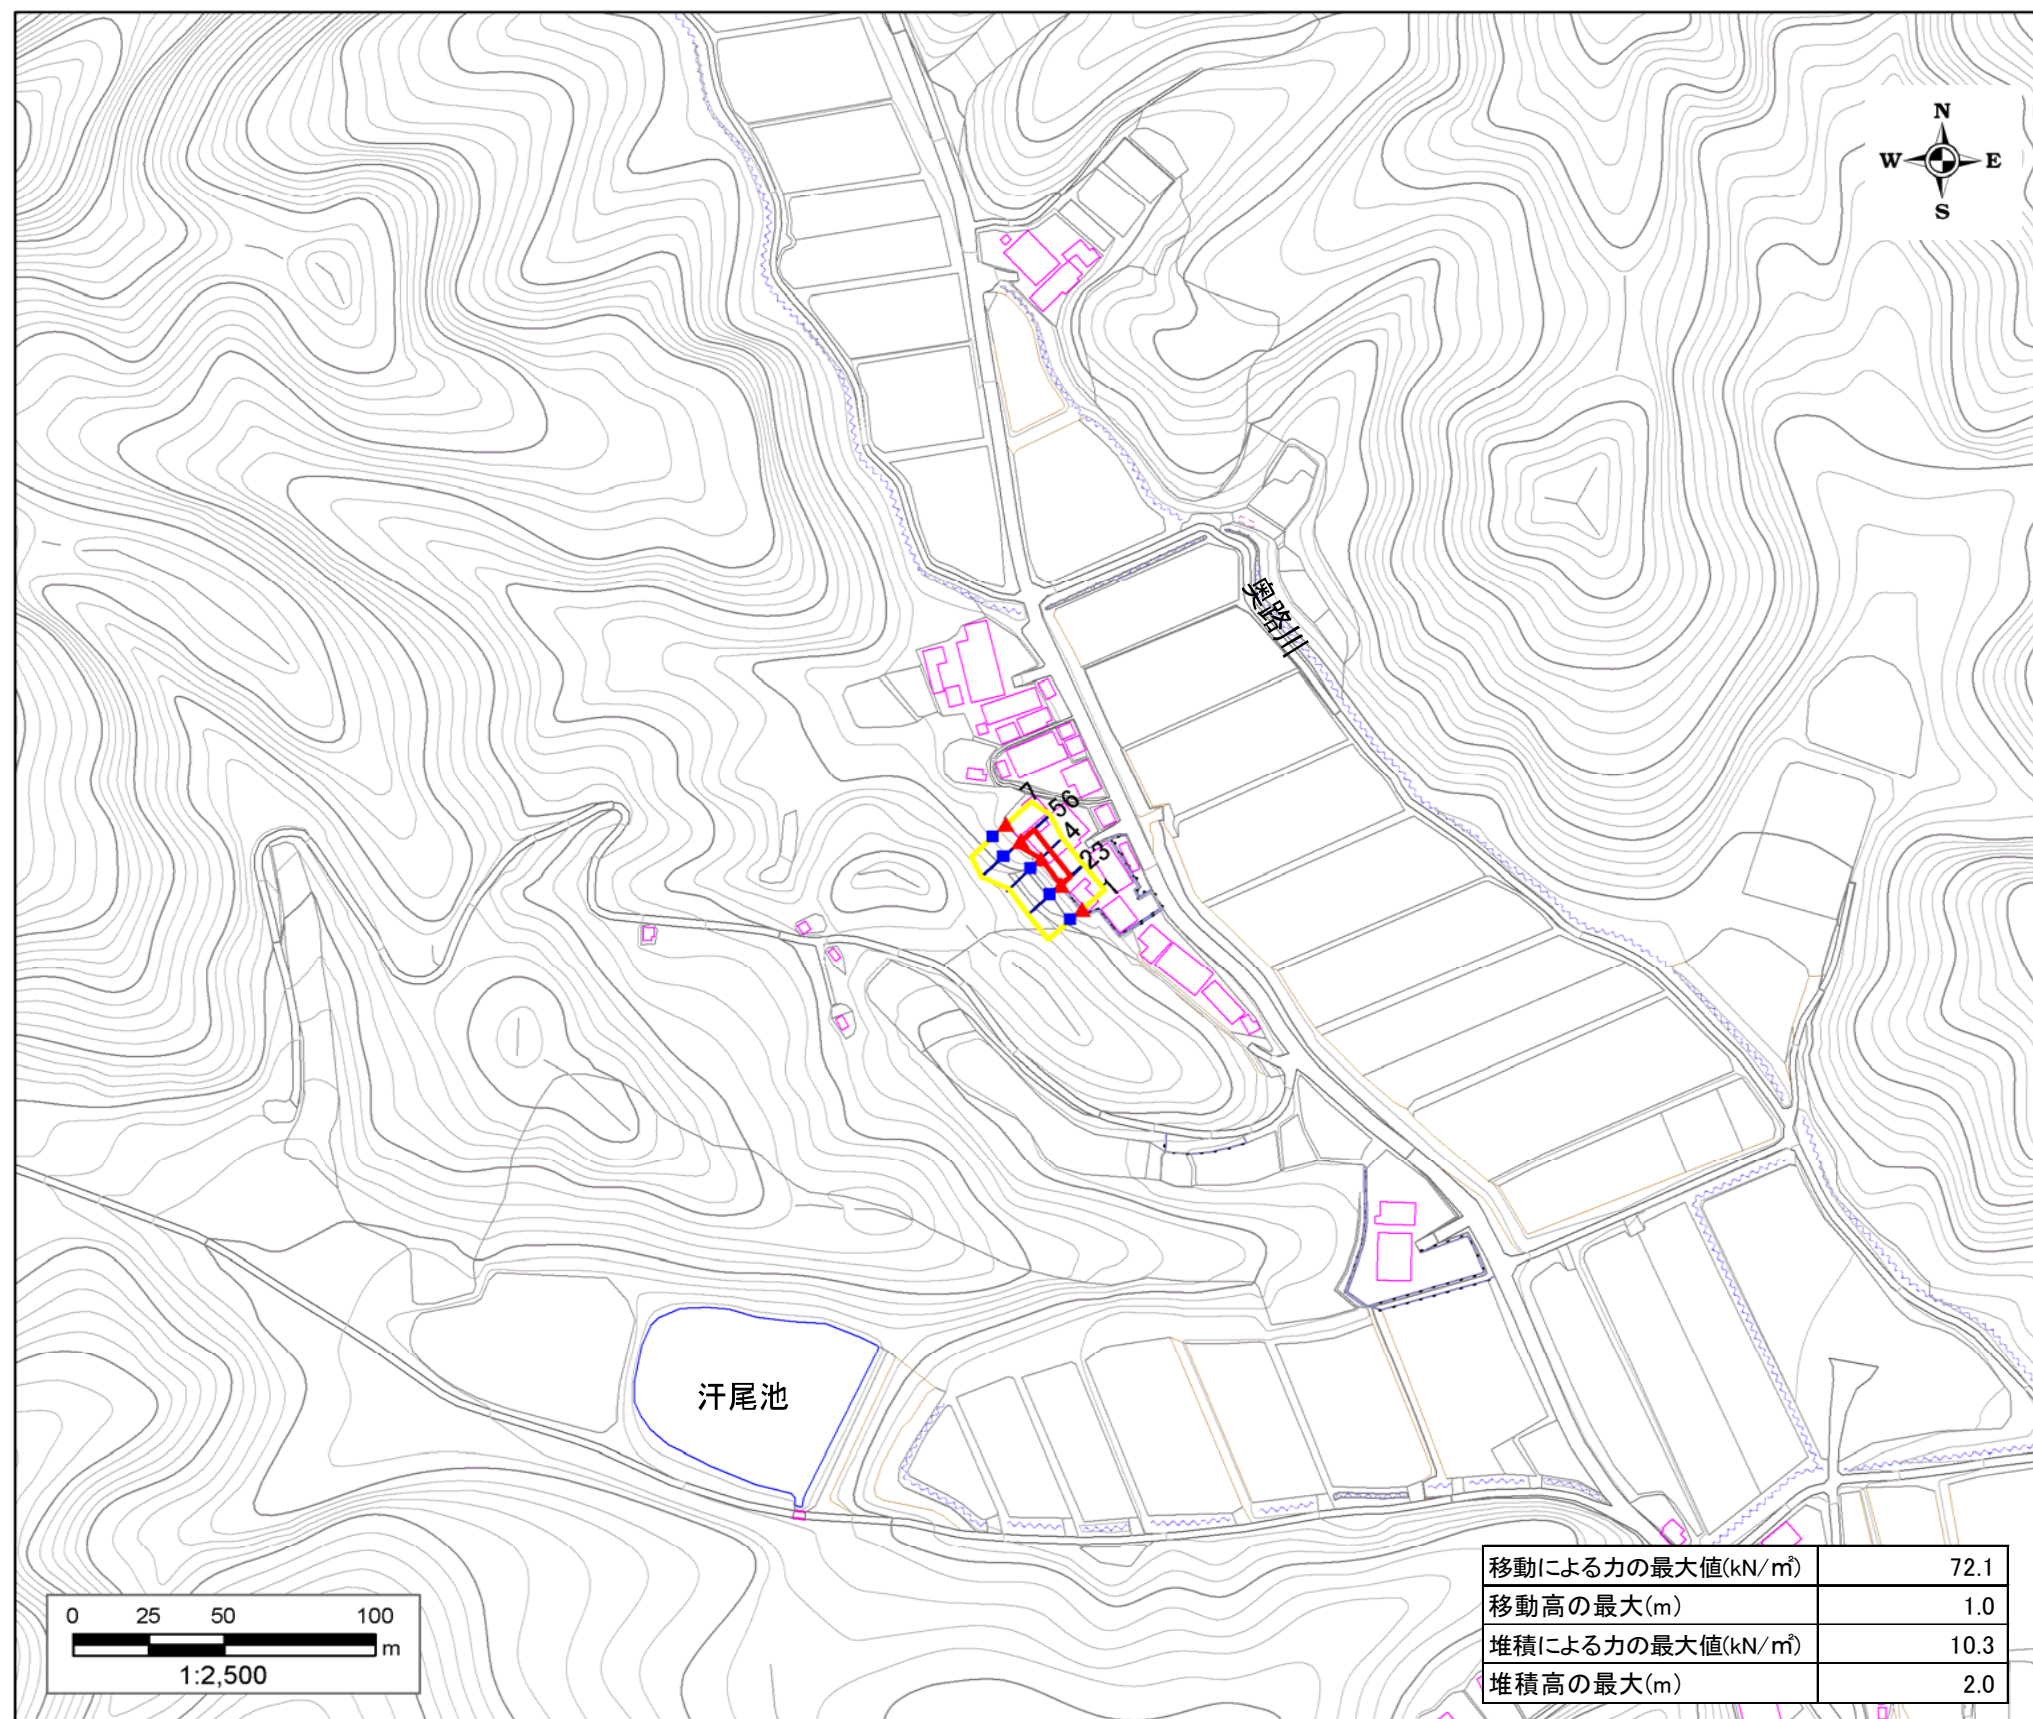 N
W E
S
奥路川
7
56
4
23
1
汗尾池
0 25 50 100
m
1:2,500
移動による力の最大値(kN/㎡) 72.1
移動高の最大(m) 1.0
堆積による力の最大値(kN/㎡) 10.3
堆積高の最大(m) 2.0